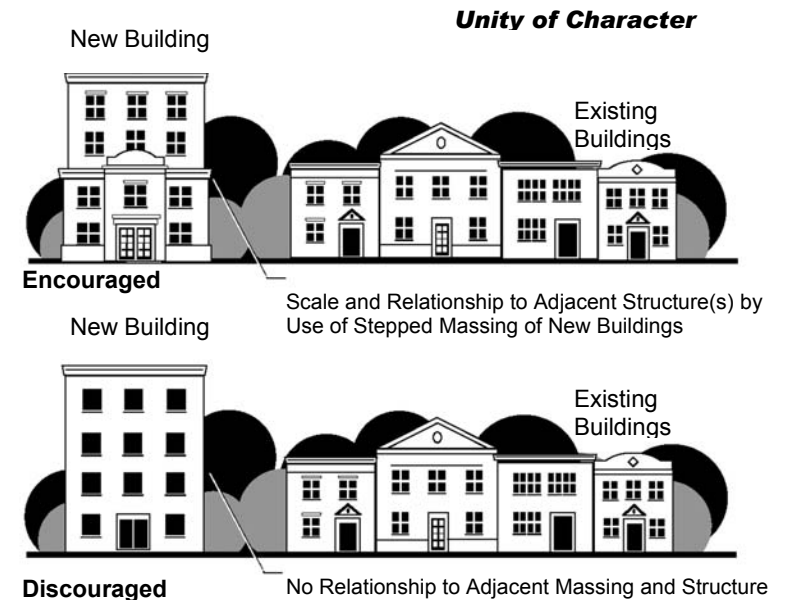 Unity of Character
New Building
Existing
Buildings
Encouraged
Scale and Relationship to Adjacent Structure(s) by
Use of Stepped Massing of New Buildings
New Building
Existing
Buildings
Discouraged
No Relationship to Adjacent Massing and Structure